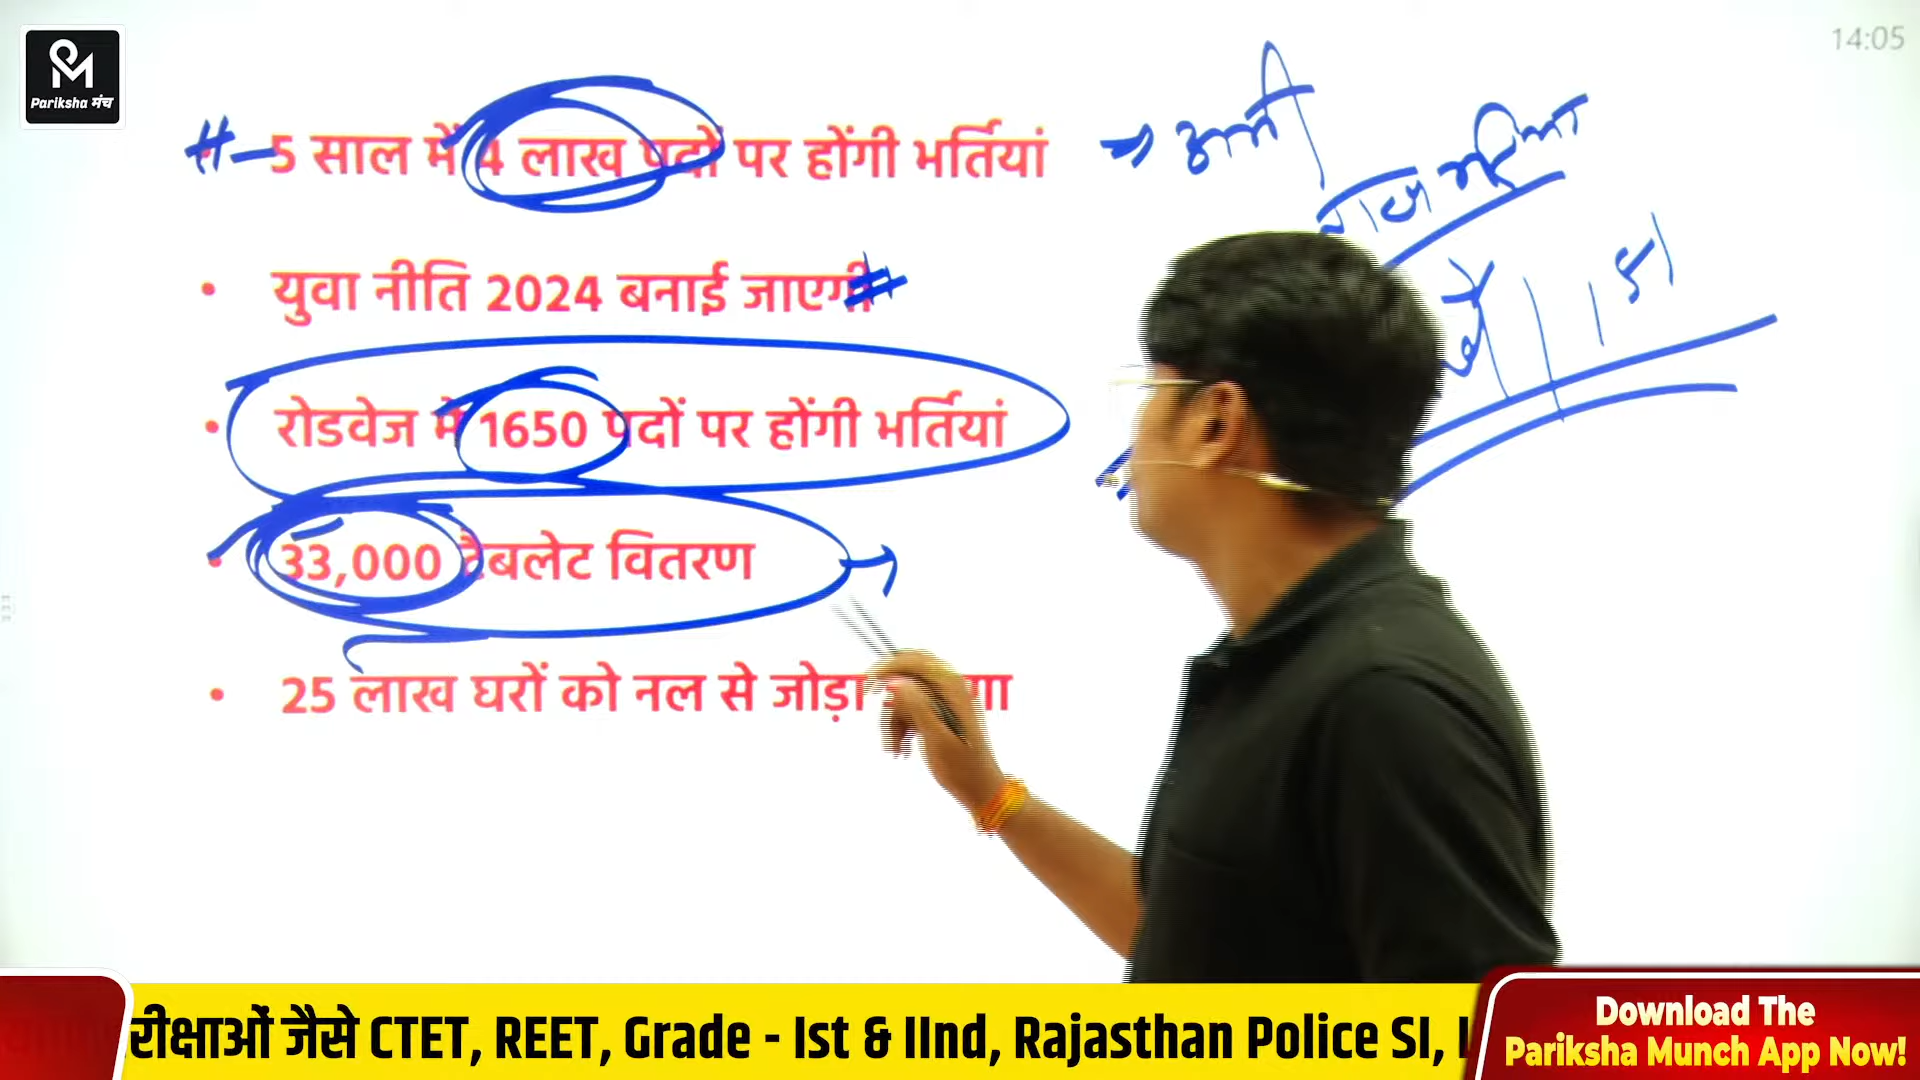 Pariksha मंच
14:05
5 साल में 4 लाख पदों पर होंगी भर्तियां
युवा नीति 2024 बनाई जाएगी
रोडवेज में 1650 पदों पर होंगी भर्तियां
33,000 टैबलेट वितरण
25 लाख घरों को नल से जोड़ा
रीक्षाओं जैसे CTET, REET, Grade - Ist & IInd, Rajasthan Police SI,
Download The
Pariksha Munch App Now!